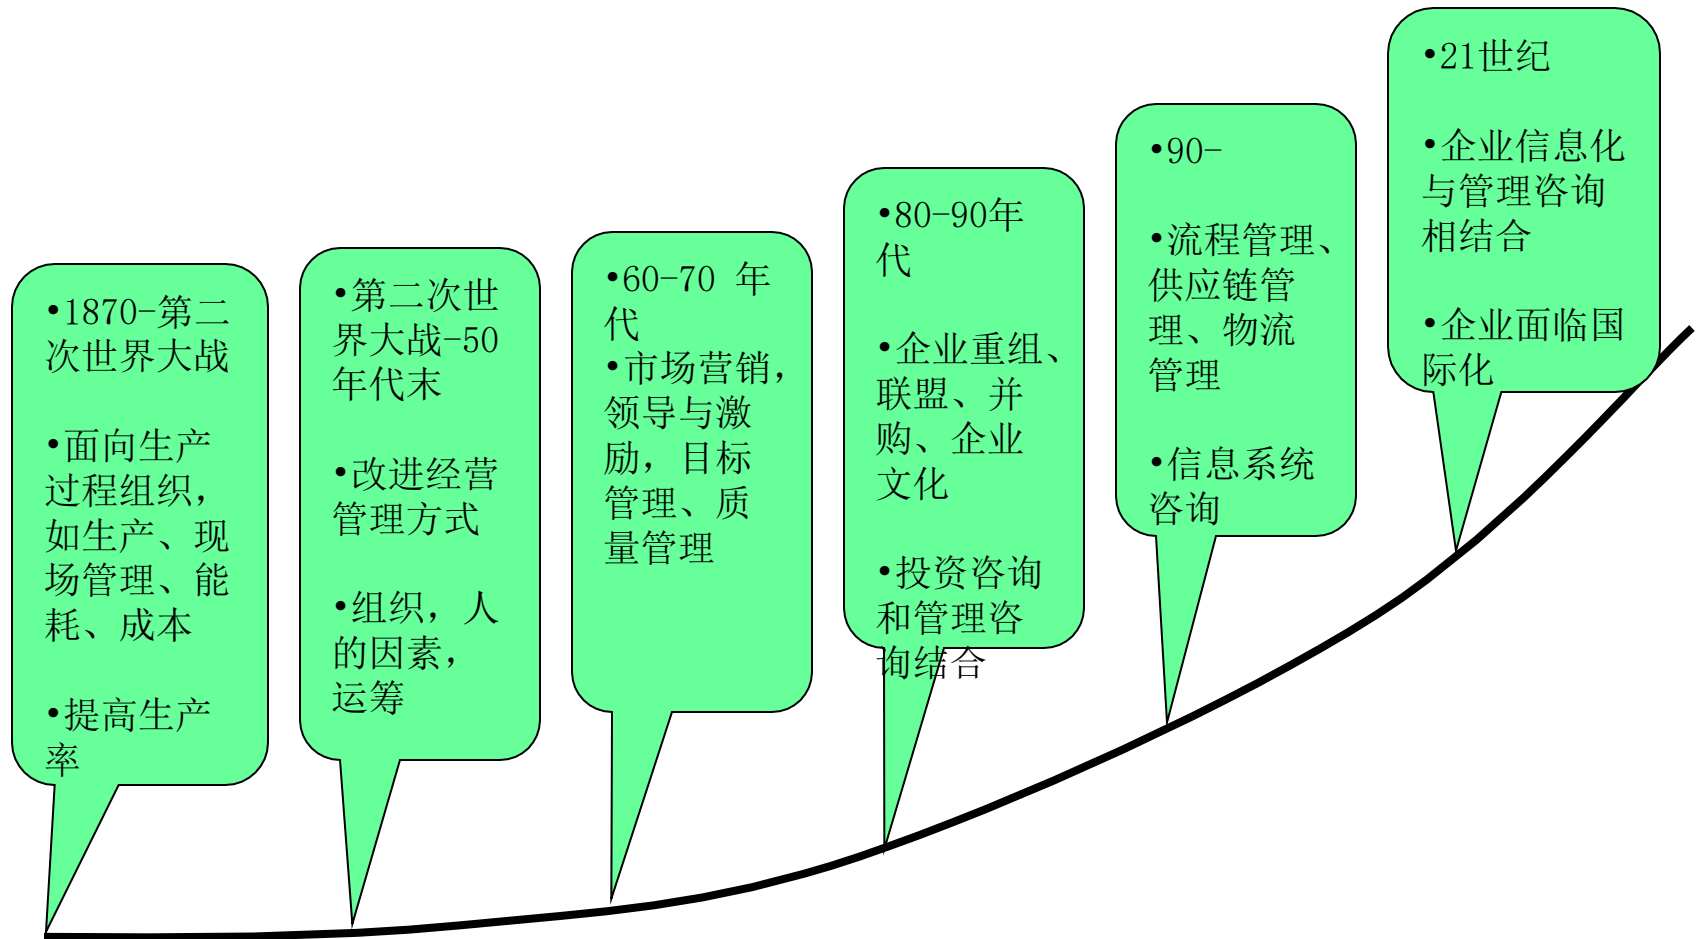 •1870-第二
次世界大战
•面向生产
过程组织，
如生产、现
场管理、能
耗、成本
•提高生产
率
•第二次世
界大战-50
年代末
•改进经营
管理方式
•组织，人
的因素，
运筹
•60-70 年
代
•市场营销，
领导与激
励，目标
管理、质
量管理
•80-90年
代
•企业重组、
联盟、并
购、企业
文化
•投资咨询
和管理咨
询结合
•90-
•流程管理、
供应链管
理、物流
管理
•信息系统
咨询
•21世纪
•企业信息化
与管理咨询
相结合
•企业面临国
际化